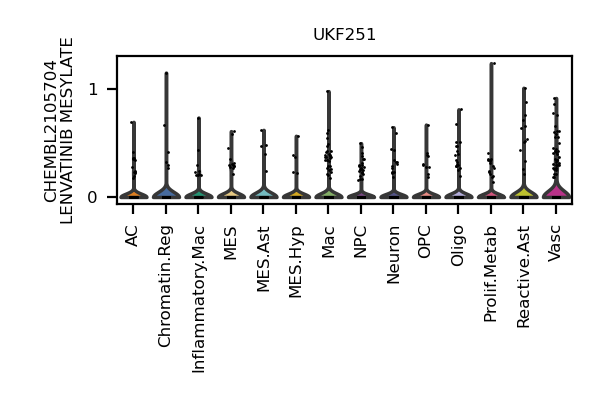 UKF251
CHEMBL2105704
LENVATINIB MESYLATE
1
0
AC
Chromatin.Reg
Inflammatory.Mac
MES
MES.Ast
MES.Hyp
Mac
NPC
Neuron
OPC
Oligo
Prolif.Metab
Reactive.Ast
Vasc